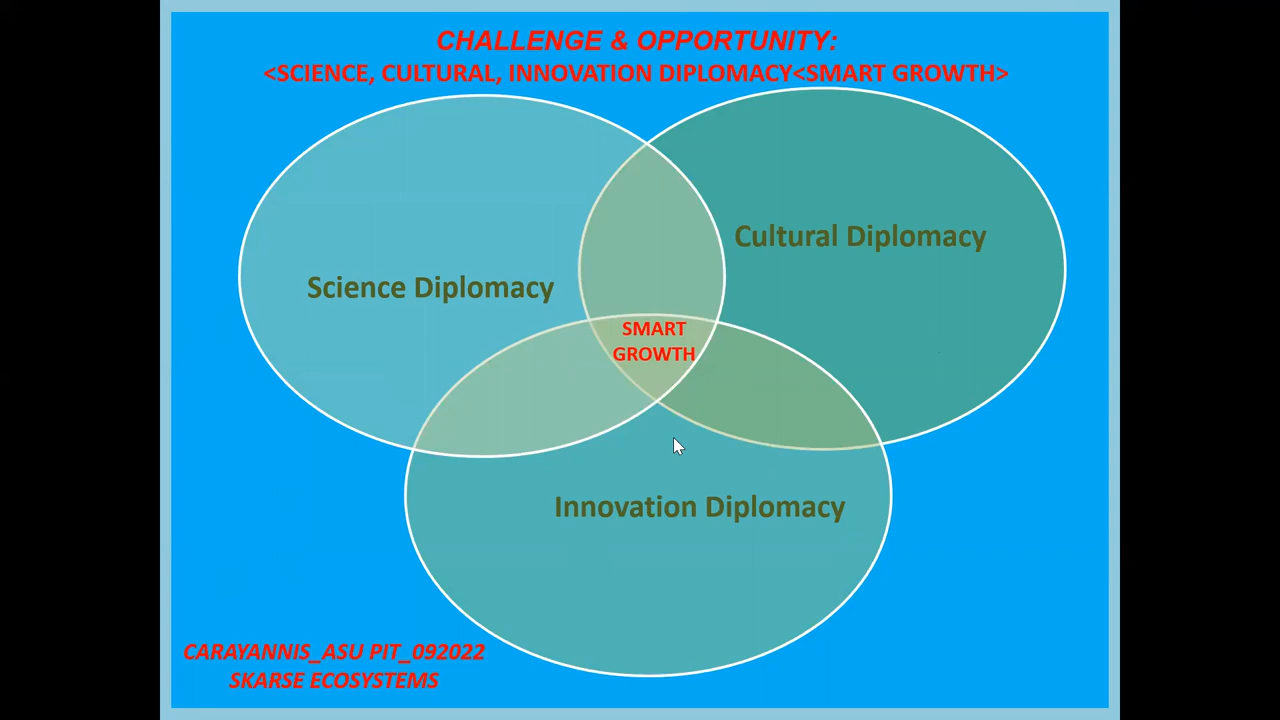 CHALLENGE & OPPORTUNITY:
<SCIENCE, CULTURAL, INNOVATION DIPLOMACY<SMART GROWTH>
Cultural Diplomacy
Science Diplomacy
SMART
GROWTH
Innovation Diplomacy
CARAYANNIS_ASU PIT_092022
SKARSE ECOSYSTEMS